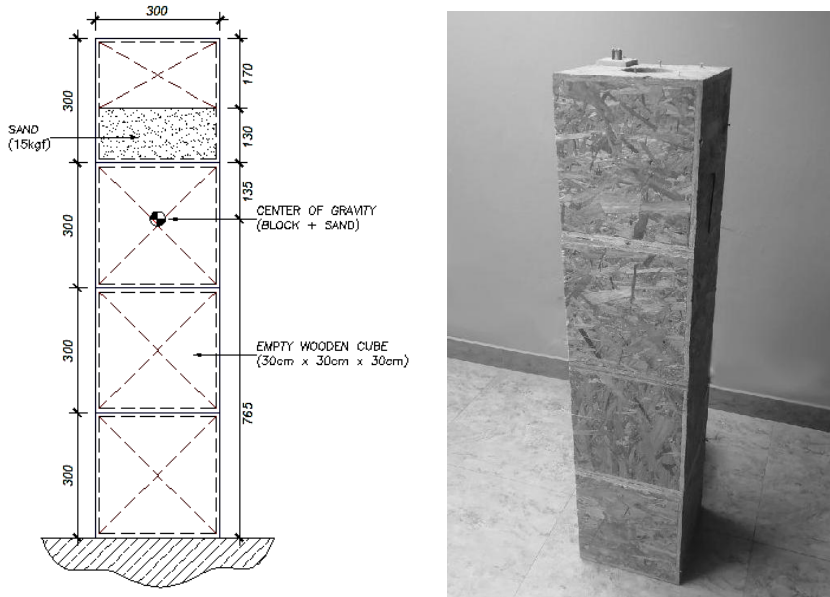 300
300
170
SAND
(15kgf)
130
135
300
CENTER OF GRAVITY
(BLOCK + SAND)
300
EMPTY WOODEN CUBE
(30cm x 30cm x 30cm)
765
300